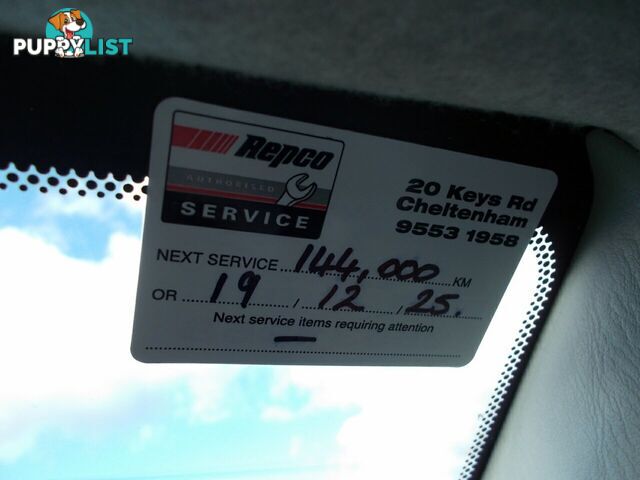 PUPPYLIST
Repco
AUTHORISED
SERVICE
20 Keys Rd
Cheltenham
9553 1958
NEXT SERVICE 144,000 KM
OR 19 / 12 / 25.
Next service items requiring attention
—